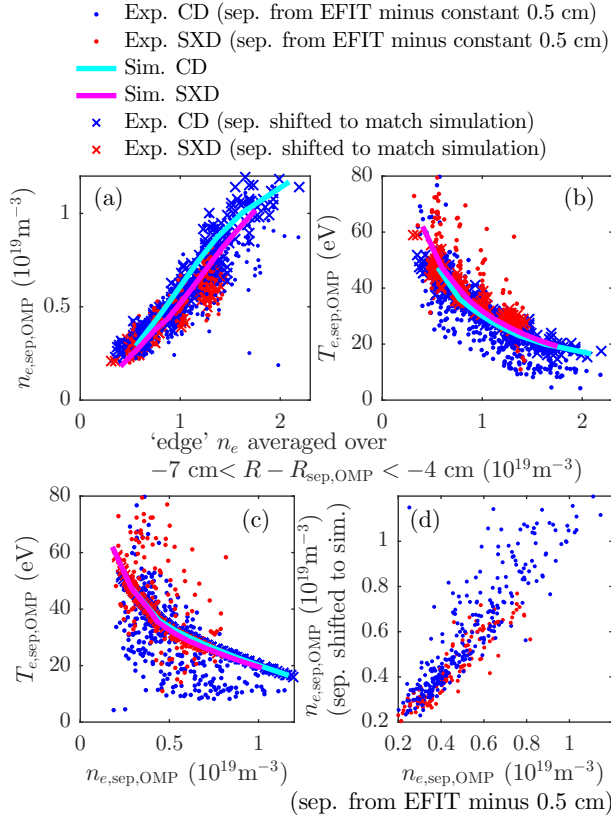 Exp. CD (sep. from EFIT minus constant 0.5 cm)
Exp. SXD (sep. from EFIT minus constant 0.5 cm)
Sim. CD
Sim. SXD
Exp. CD (sep. shifted to match simulation)
Exp. SXD (sep. shifted to match simulation)
(a)
n_{e,sep,OMP} (10^{19}m^{-3})
1
0.5
0
0 1 2
(b)
T_{e,sep,OMP} (eV)
80
60
40
20
0
0 1 2
'edge' n_e averaged over
−7 cm< R − R_{sep,OMP} < −4 cm (10^{19}m^{-3})
(c)
T_{e,sep,OMP} (eV)
80
60
40
20
0
0 0.5 1
n_{e,sep,OMP} (10^{19}m^{-3})
(d)
n_{e,sep,OMP} (10^{19}m^{-3})
(sep. shifted to sim.)
1
0.8
0.6
0.4
0.2
0.2 0.4 0.6 0.8 1
n_{e,sep,OMP} (10^{19}m^{-3})
(sep. from EFIT minus 0.5 cm)